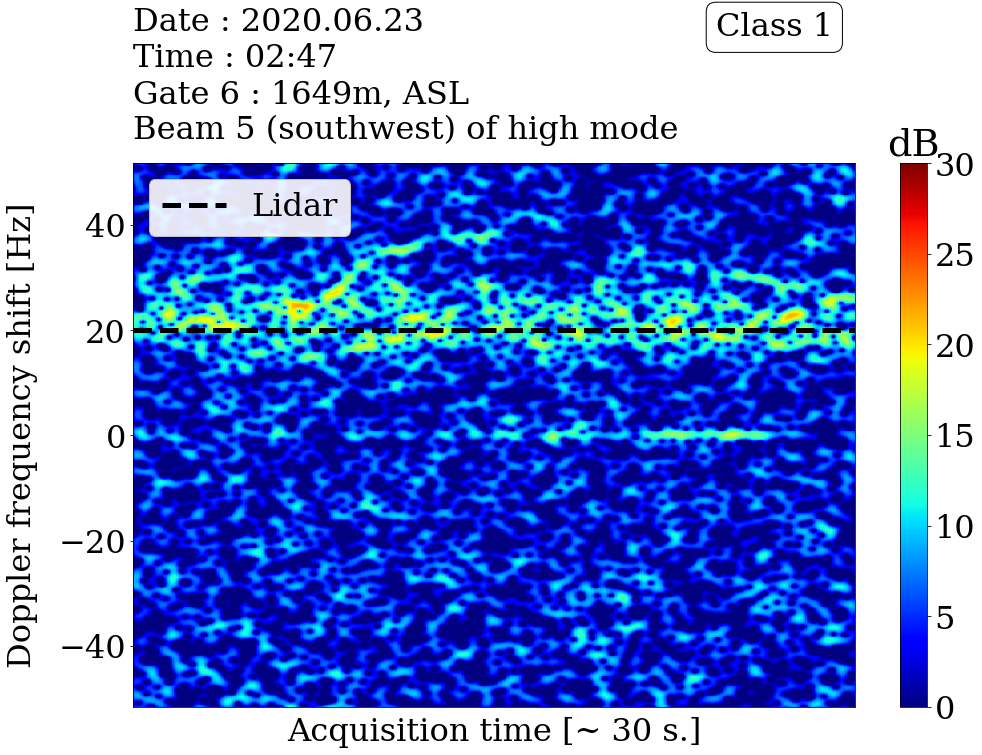 Date : 2020.06.23
Time : 02:47
Gate 6 : 1649m, ASL
Beam 5 (southwest) of high mode
Class 1
dB
Lidar
Doppler frequency shift [Hz]
40
20
0
−20
−40
30
25
20
15
10
5
0
Acquisition time [~ 30 s.]